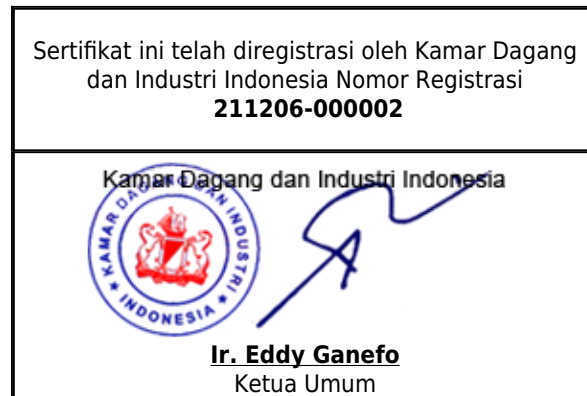 Sertifikat ini telah diregistrasi oleh Kamar Dagang
dan Industri Indonesia Nomor Registrasi
211206-000002
Kamar Dagang dan Industri Indonesia
KAMAR DAGANG DAN INDUSTRI
* INDONESIA *
Ir. Eddy Ganefo
Ketua Umum